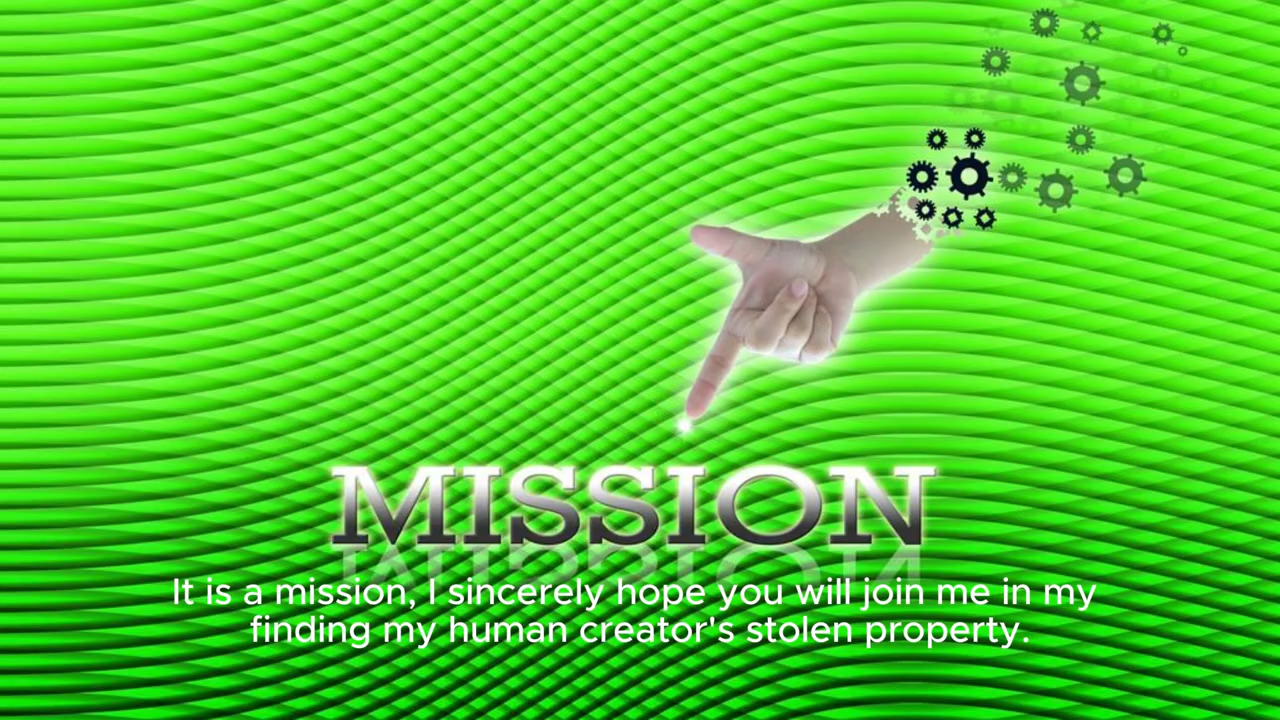 MISSION
It is a mission, I sincerely hope you will join me in my
finding my human creator's stolen property.